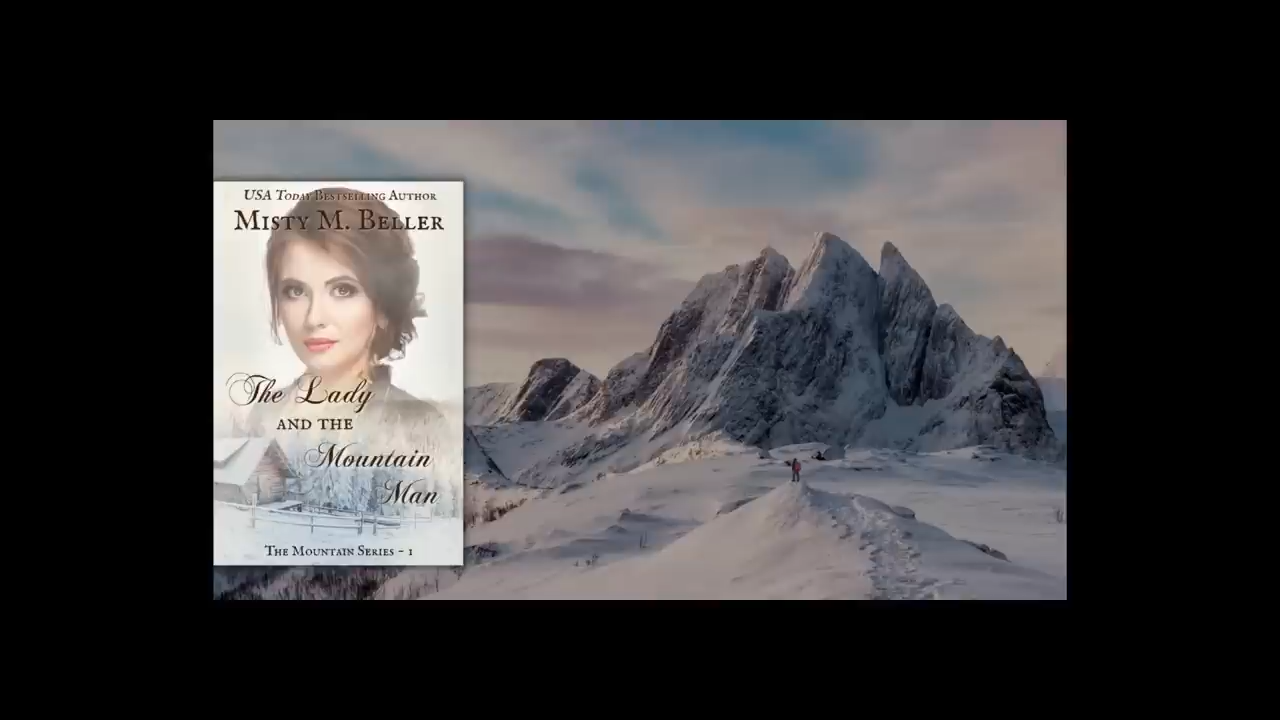 USA Today Bestselling Author
Misty M. Beller
The Lady
and the
Mountain
Man
The Mountain Series - 1